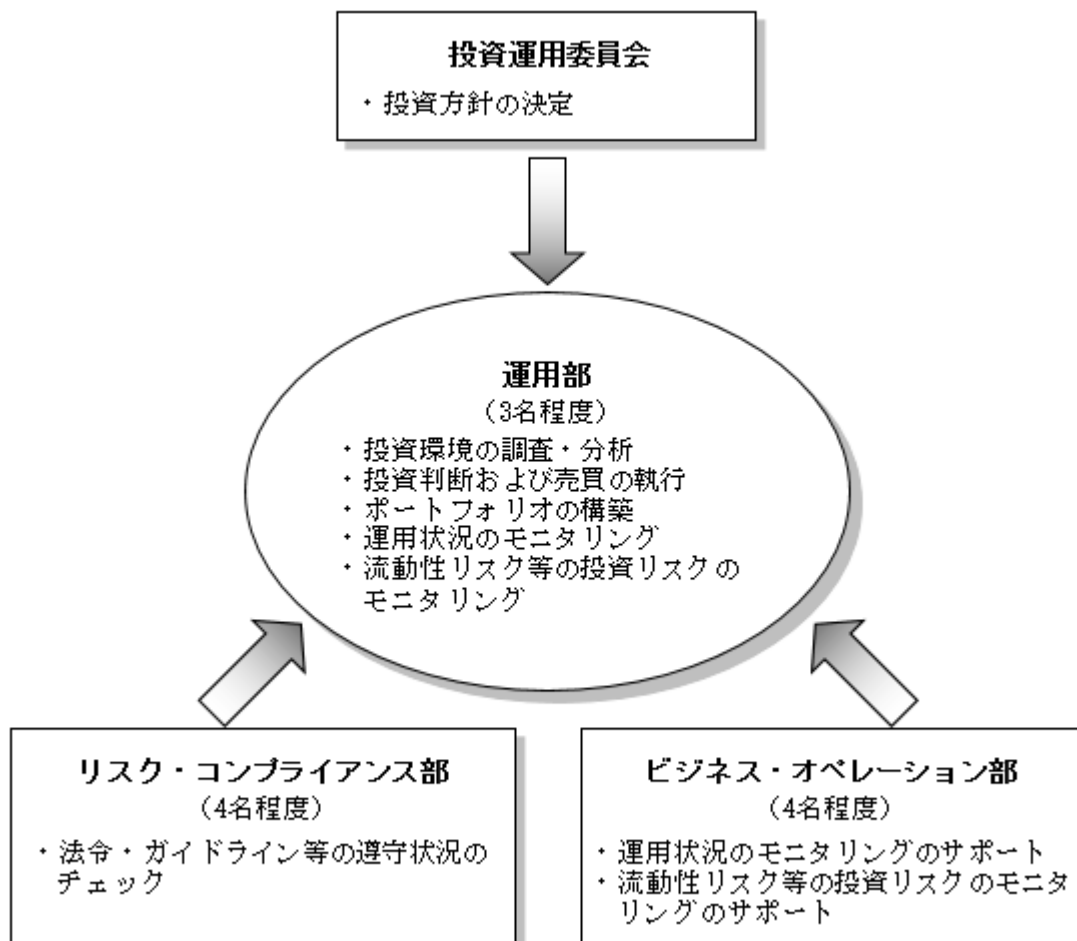 投資運用委員会
・投資方針の決定
運用部
(3名程度)
・投資環境の調査・分析
・投資判断および売買の執行
・ポートフォリオの構築
・運用状況のモニタリング
・流動性リスク等の投資リスクの
モニタリング
リスク・コンプライアンス部
(4名程度)
・法令・ガイドライン等の遵守状況の
チェック
ビジネス・オペレーション部
(4名程度)
・運用状況のモニタリングのサポート
・流動性リスク等の投資リスクのモニタ
リングのサポート